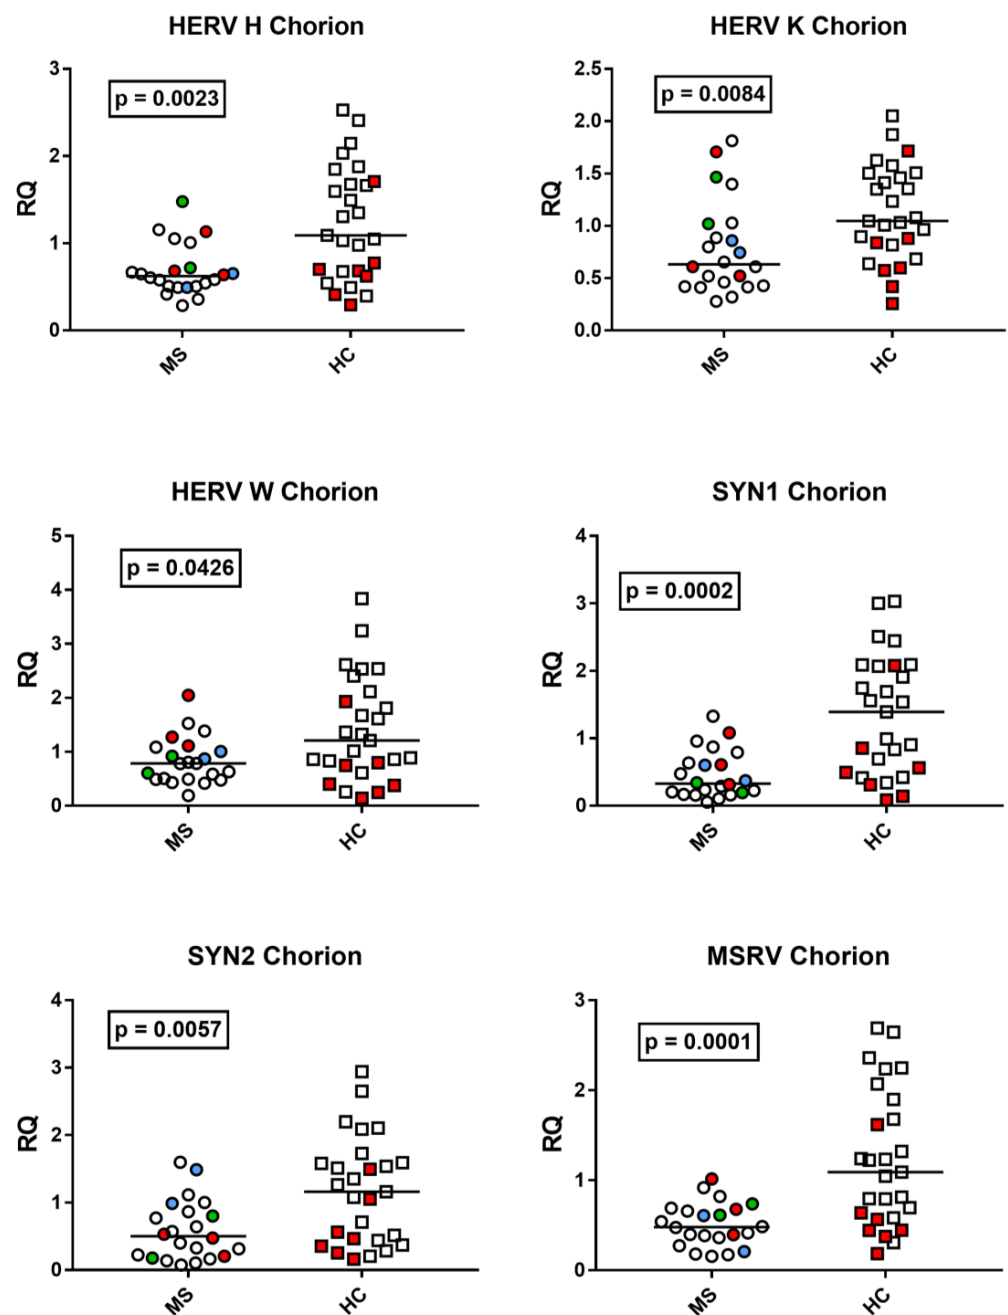 HERV H Chorion
3
p = 0.0023
2
RQ
1
0
MS
HC
HERV K Chorion
2.5
p = 0.0084
2.0
1.5
RQ
1.0
0.5
0.0
MS
HC
HERV W Chorion
5
p = 0.0426
4
3
RQ
2
1
0
MS
HC
SYN1 Chorion
4
p = 0.0002
3
RQ
2
1
0
MS
HC
SYN2 Chorion
4
p = 0.0057
3
RQ
2
1
0
MS
HC
MSRV Chorion
3
p = 0.0001
2
RQ
1
0
MS
HC